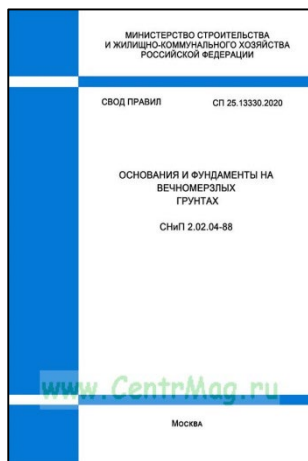 МИНИСТЕРСТВО СТРОИТЕЛЬСТВА
И ЖИЛИЩНО-КОММУНАЛЬНОГО ХОЗЯЙСТВА
РОССИЙСКОЙ ФЕДЕРАЦИИ
СВОД ПРАВИЛ СП 25.13330.2020
ОСНОВАНИЯ И ФУНДАМЕНТЫ НА
ВЕЧНОМЕРЗЛЫХ
ГРУНТАХ
СНиП 2.02.04-88
www.CentrMag.ru
МОСКВА